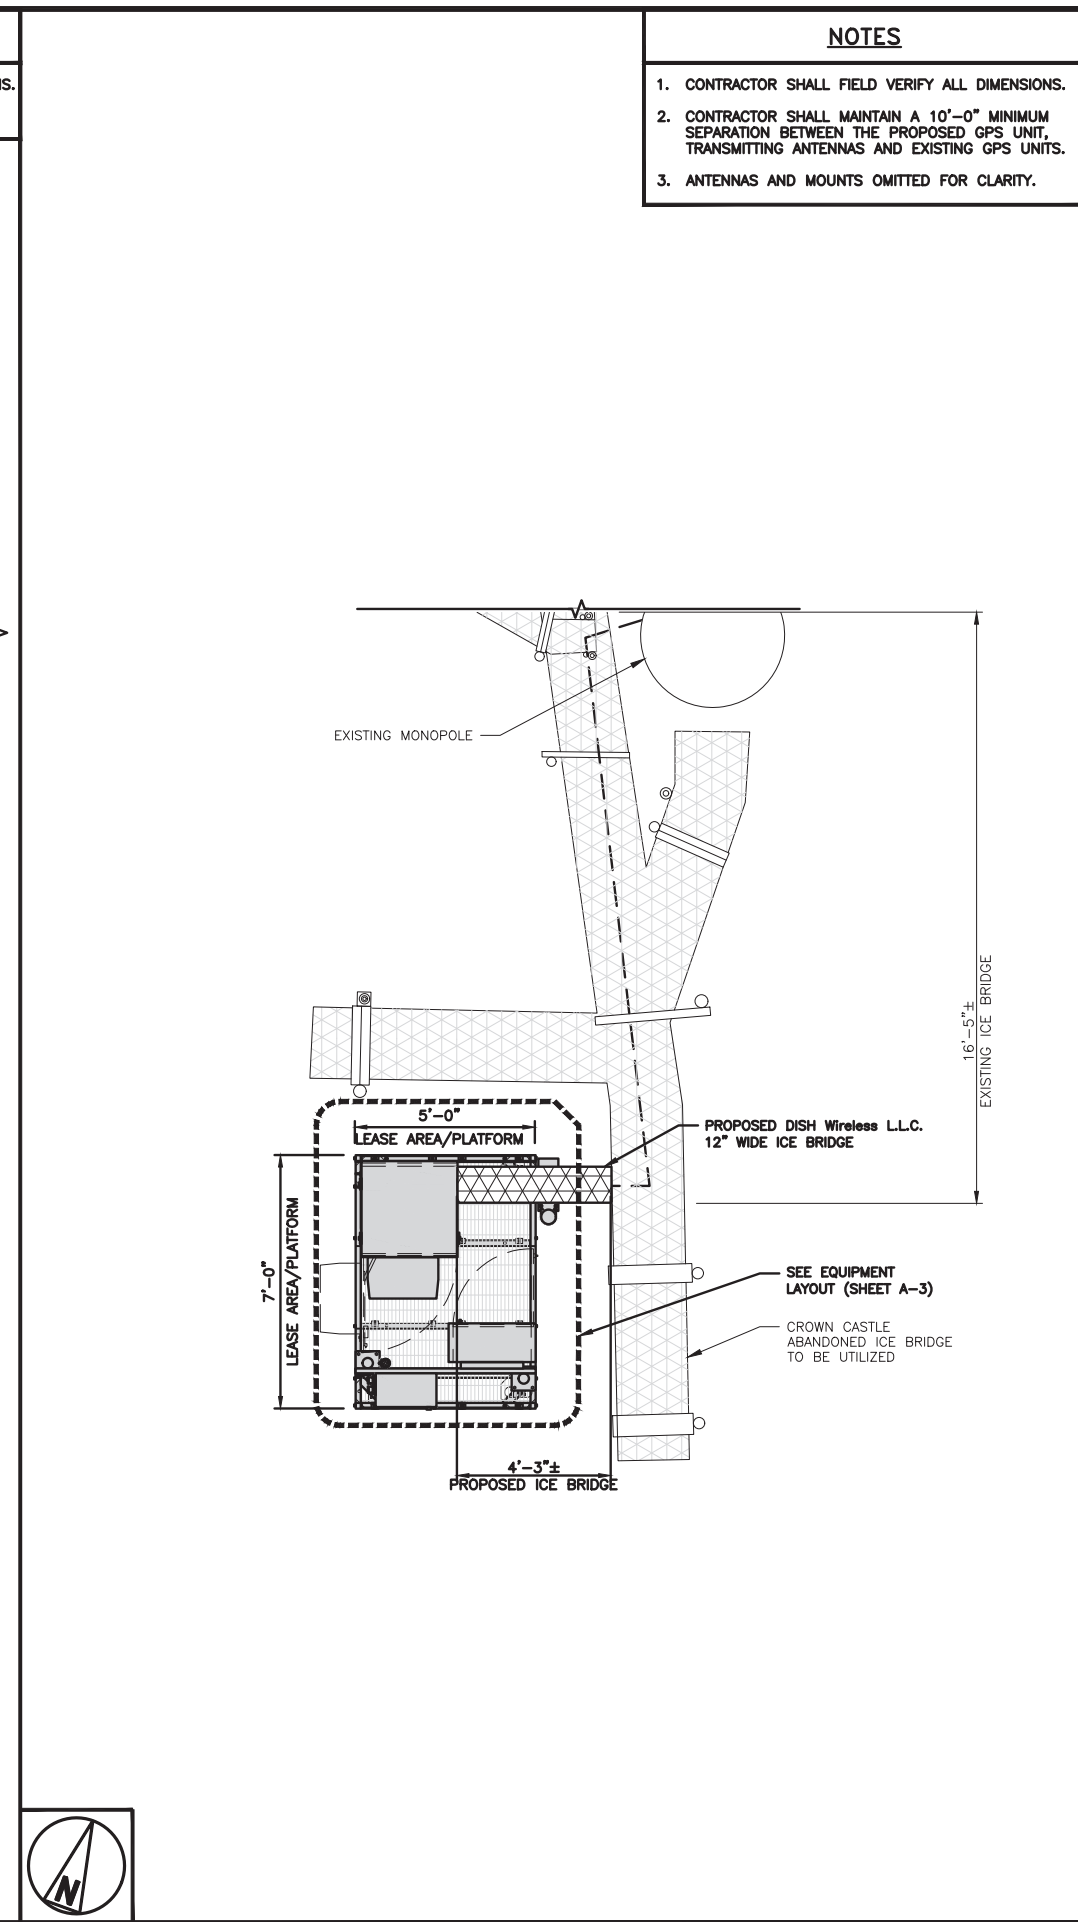 NOTES
1. CONTRACTOR SHALL FIELD VERIFY ALL DIMENSIONS.
2. CONTRACTOR SHALL MAINTAIN A 10'-0" MINIMUM
SEPARATION BETWEEN THE PROPOSED GPS UNIT,
TRANSMITTING ANTENNAS AND EXISTING GPS UNITS.
3. ANTENNAS AND MOUNTS OMITTED FOR CLARITY.
EXISTING MONOPOLE
16'-5"±
EXISTING ICE BRIDGE
5'-0"
LEASE AREA/PLATFORM
PROPOSED DISH Wireless L.L.C.
12" WIDE ICE BRIDGE
7'-0"
LEASE AREA/PLATFORM
SEE EQUIPMENT
LAYOUT (SHEET A-3)
CROWN CASTLE
ABANDONED ICE BRIDGE
TO BE UTILIZED
4'-3"±
PROPOSED ICE BRIDGE
N